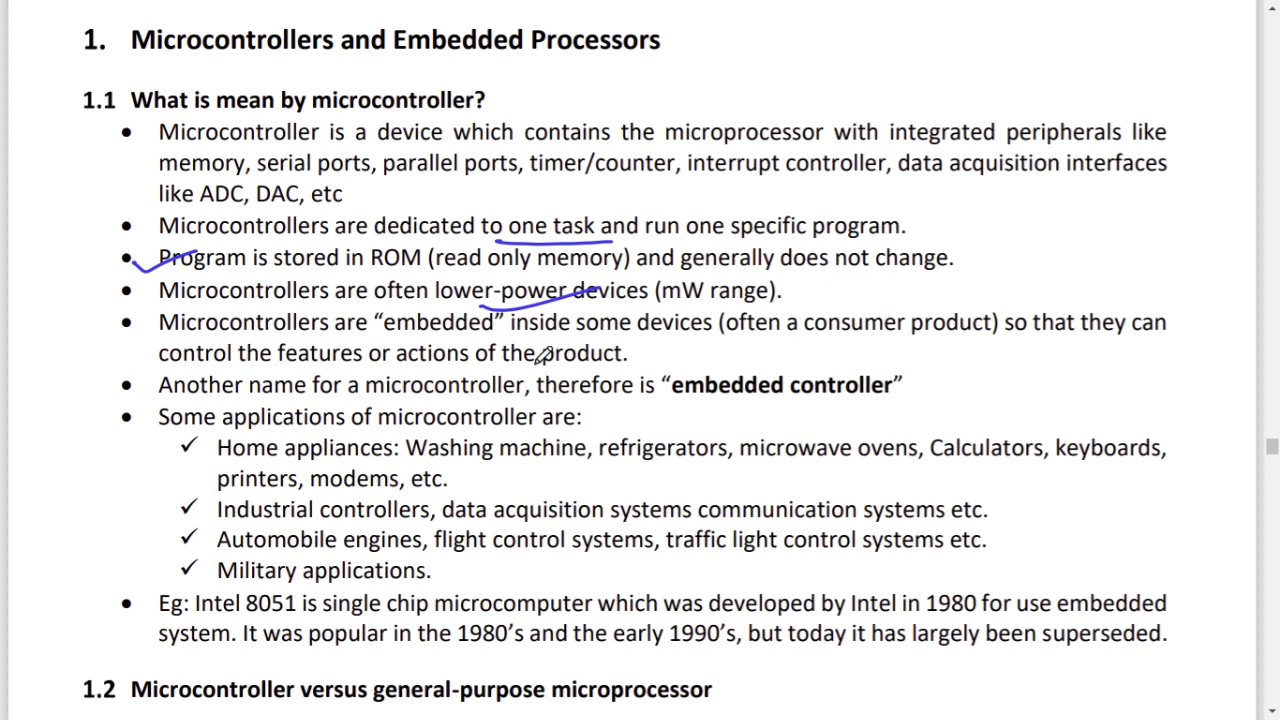 1. Microcontrollers and Embedded Processors
1.1 What is mean by microcontroller?
• Microcontroller is a device which contains the microprocessor with integrated peripherals like
memory, serial ports, parallel ports, timer/counter, interrupt controller, data acquisition interfaces
like ADC, DAC, etc
• Microcontrollers are dedicated to one task and run one specific program.
• Program is stored in ROM (read only memory) and generally does not change.
• Microcontrollers are often lower-power devices (mW range).
• Microcontrollers are “embedded” inside some devices (often a consumer product) so that they can
control the features or actions of the product.
• Another name for a microcontroller, therefore is “embedded controller”
• Some applications of microcontroller are:
✓ Home appliances: Washing machine, refrigerators, microwave ovens, Calculators, keyboards,
printers, modems, etc.
✓ Industrial controllers, data acquisition systems communication systems etc.
✓ Automobile engines, flight control systems, traffic light control systems etc.
✓ Military applications.
• Eg: Intel 8051 is single chip microcomputer which was developed by Intel in 1980 for use embedded
system. It was popular in the 1980’s and the early 1990’s, but today it has largely been superseded.
1.2 Microcontroller versus general-purpose microprocessor